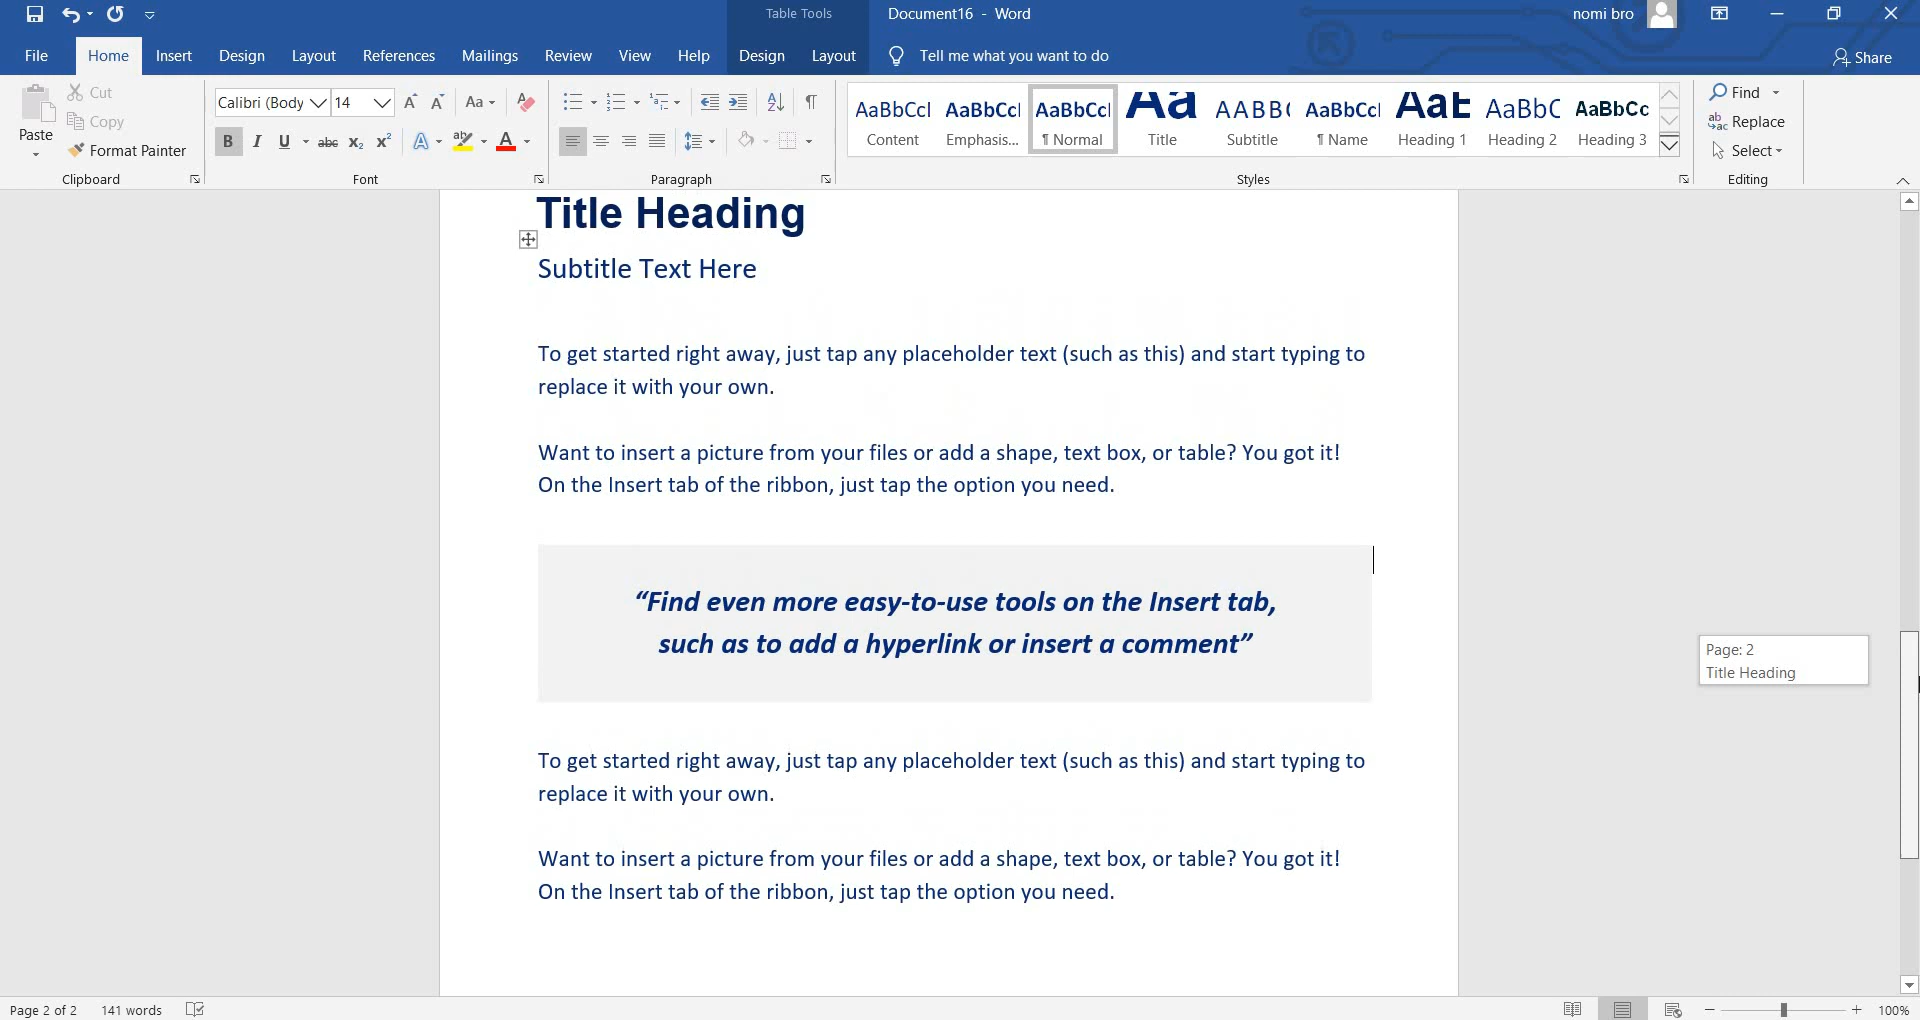 Table Tools
Document16 - Word
nomi bro
File
Home
Insert
Design
Layout
References
Mailings
Review
View
Help
Design
Layout
Tell me what you want to do
Share
Paste
Cut
Copy
Format Painter
Clipboard
Calibri (Body
14
Aa
B I U abc x₂ x²
A
ab
A
Font
Paragraph
AaBbCcI
Content
AaBbCcI
Emphasis...
AaBbCcI
¶ Normal
Aa
Title
AABB(
Subtitle
AaBbCcI
¶ Name
AaE
Heading 1
AaBbC
Heading 2
AaBbCc
Heading 3
Styles
Find
Replace
Select
Editing
Title Heading
Subtitle Text Here
To get started right away, just tap any placeholder text (such as this) and start typing to
replace it with your own.
Want to insert a picture from your files or add a shape, text box, or table? You got it!
On the Insert tab of the ribbon, just tap the option you need.
“Find even more easy-to-use tools on the Insert tab,
such as to add a hyperlink or insert a comment”
Page: 2
Title Heading
To get started right away, just tap any placeholder text (such as this) and start typing to
replace it with your own.
Want to insert a picture from your files or add a shape, text box, or table? You got it!
On the Insert tab of the ribbon, just tap the option you need.
Page 2 of 2
141 words
100%